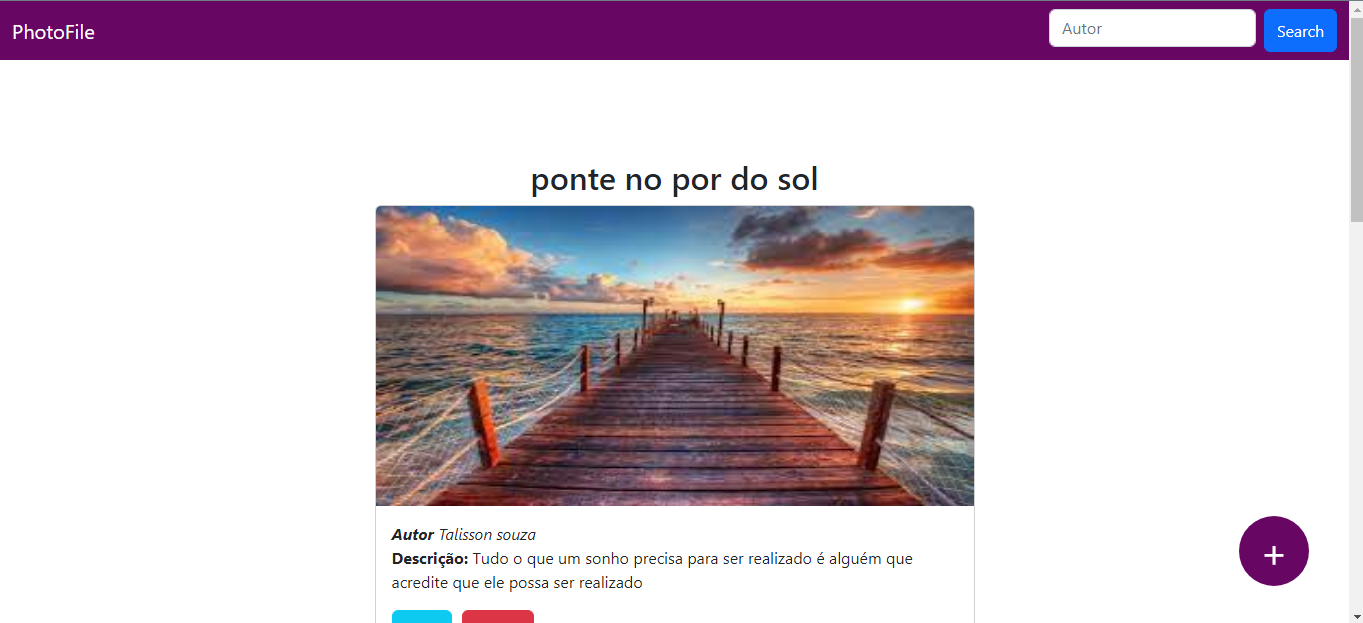 PhotoFile
Autor
Search
ponte no por do sol
Autor Talisson souza
Descrição: Tudo o que um sonho precisa para ser realizado é alguém que
acredite que ele possa ser realizado
+